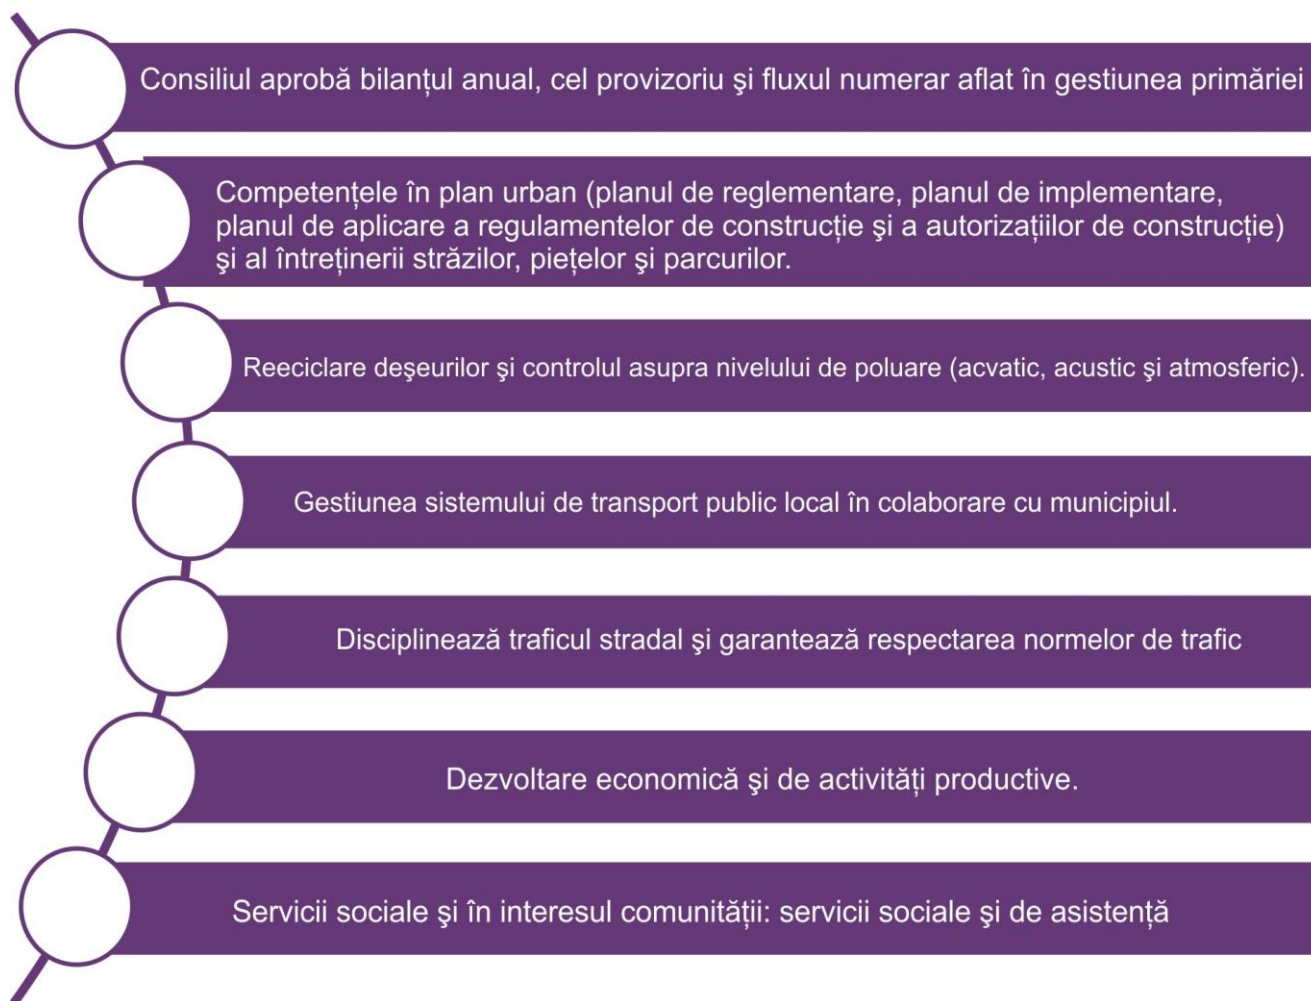 Consiliul aprobă bilanțul anual, cel provizoriu şi fluxul numerar aflat în gestiunea primăriei
Competențele în plan urban (planul de reglementare, planul de implementare,
planul de aplicare a regulamentelor de construcție şi a autorizațiilor de construcție)
şi al întreținerii străzilor, piețelor şi parcurilor.
Reeciclare deşeurilor şi controlul asupra nivelului de poluare (acvatic, acustic şi atmosferic).
Gestiunea sistemului de transport public local în colaborare cu municipiul.
Disciplinează traficul stradal şi garantează respectarea normelor de trafic
Dezvoltare economică şi de activități productive.
Servicii sociale şi în interesul comunității: servicii sociale şi de asistență